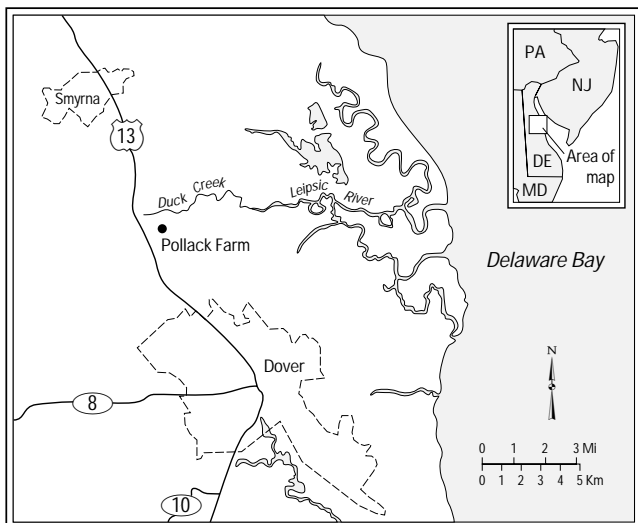 Smyrna
13
Duck Creek
Leipsic River
Pollack Farm
Dover
8
10
PA
NJ
DE
MD
Area of
map
Delaware Bay
N
0 1 2 3 Mi
0 1 2 3 4 5 Km